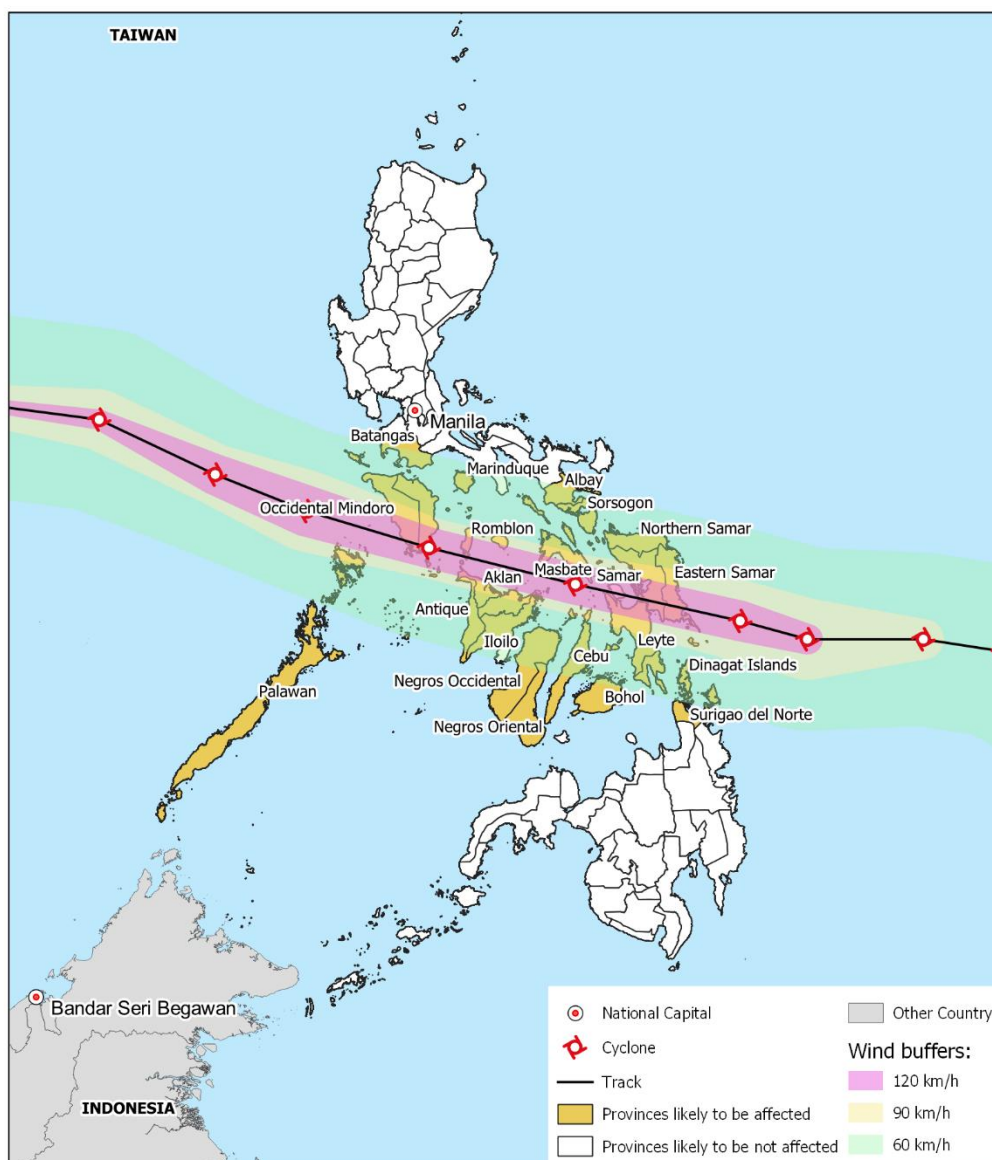 TAIWAN
Manila
Batangas
Marinduque
Albay
Sorsogon
Occidental Mindoro
Romblon
Northern Samar
Masbate
Samar
Eastern Samar
Aklan
Antique
Iloilo
Leyte
Cebu
Dinagat Islands
Negros Occidental
Palawan
Bohol
Surigao del Norte
Negros Oriental
Bandar Seri Begawan
INDONESIA
National Capital
Cyclone
Track
Provinces likely to be affected
Provinces likely to be not affected
Other Country
Wind buffers:
120 km/h
90 km/h
60 km/h